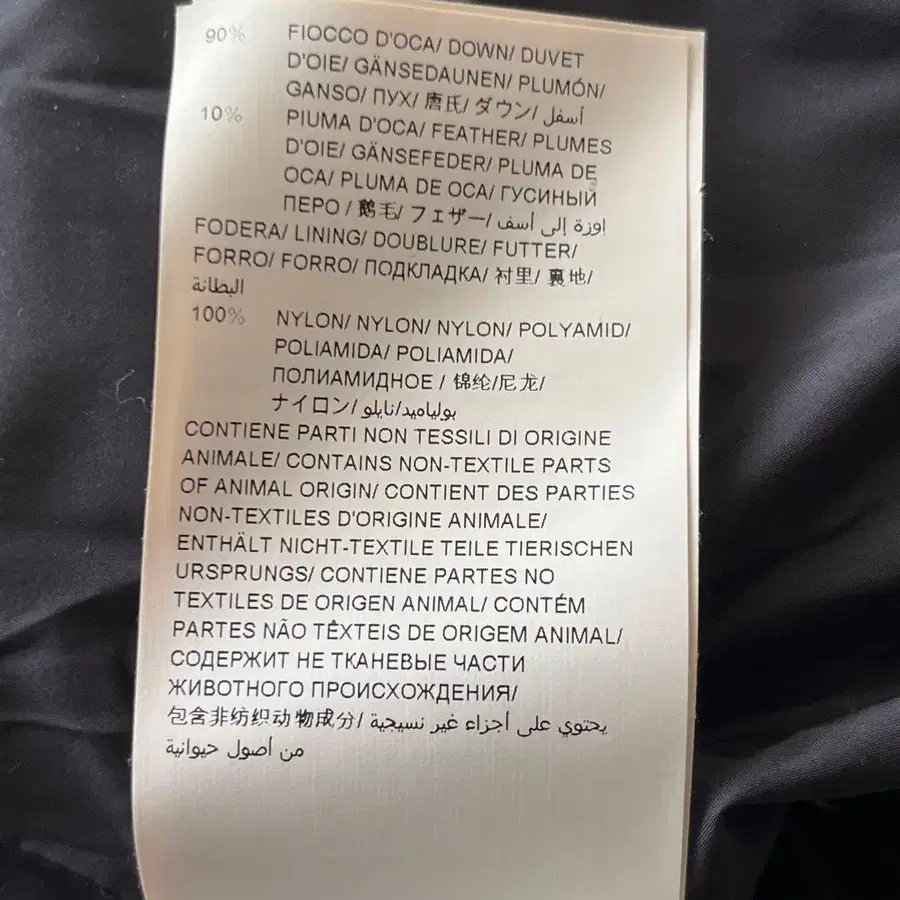 90% FIOCCO D'OCA/ DOWN/ DUVET
D'OIE/ GÄNSEDAUNEN/ PLUMÓN/
GANSO/ ПУХ/ 唐氏/ ダウン/ أسفل
10% PIUMA D'OCA/ FEATHER/ PLUMES
D'OIE/ GÄNSEFEDER/ PLUMA DE
OCA/ PLUMA DE OCA/ ГУСИНЫЙ
ПЕРО / 鹅毛/ フェザー/ اوزة إلى أسف
FODERA/ LINING/ DOUBLURE/ FUTTER/
FORRO/ FORRO/ ПОДКЛАДКА/ 衬里/ 裏地/
البطانة
100% NYLON/ NYLON/ NYLON/ POLYAMID/
POLIAMIDA/ POLIAMIDA/
ПОЛИАМИДНОЕ / 锦纶/尼龙/
ナイロン/ بولياميد/نايلو
CONTIENE PARTI NON TESSILI DI ORIGINE
ANIMALE/ CONTAINS NON-TEXTILE PARTS
OF ANIMAL ORIGIN/ CONTIENT DES PARTIES
NON-TEXTILES D'ORIGINE ANIMALE/
ENTHÄLT NICHT-TEXTILE TEILE TIERISCHEN
URSPRUNGS/ CONTIENE PARTES NO
TEXTILES DE ORIGEN ANIMAL/ CONTÉM
PARTES NÃO TÊXTEIS DE ORIGEM ANIMAL/
СОДЕРЖИТ НЕ ТКАНЕВЫЕ ЧАСТИ
ЖИВОТНОГО ПРОИСХОЖДЕНИЯ/
包含非纺织动物成分/ يحتوي على أجزاء غير نسيجية
من أصول حيوانية